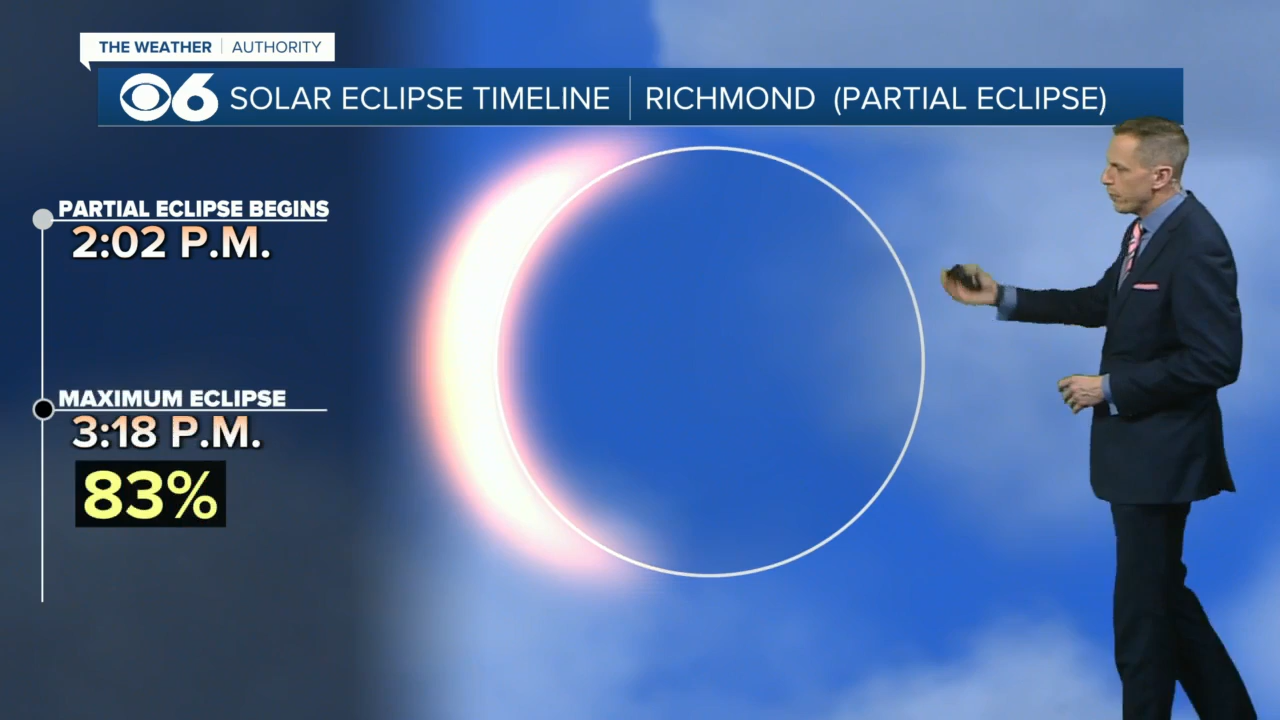 THE WEATHER | AUTHORITY
6 SOLAR ECLIPSE TIMELINE | RICHMOND (PARTIAL ECLIPSE)
PARTIAL ECLIPSE BEGINS
2:02 P.M.
MAXIMUM ECLIPSE
3:18 P.M.
83%